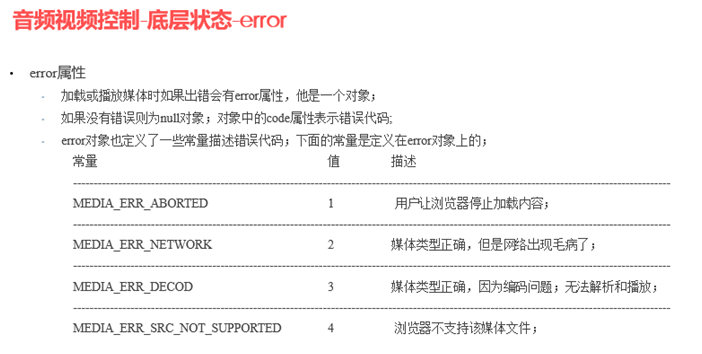 音频视频控制-底层状态-error
• error属性
- 加载或播放媒体时如果出错会有error属性，他是一个对象；
- 如果没有错误则为null对象；对象中的code属性表示错误代码;
- error对象也定义了一些常量描述错误代码；下面的常量是定义在error对象上的；
常量 值 描述
MEDIA_ERR_ABORTED 1 用户让浏览器停止加载内容；
MEDIA_ERR_NETWORK 2 媒体类型正确，但是网络出现毛病了；
MEDIA_ERR_DECOD 3 媒体类型正确，因为编码问题；无法解析和播放；
MEDIA_ERR_SRC_NOT_SUPPORTED 4 浏览器不支持该媒体文件；